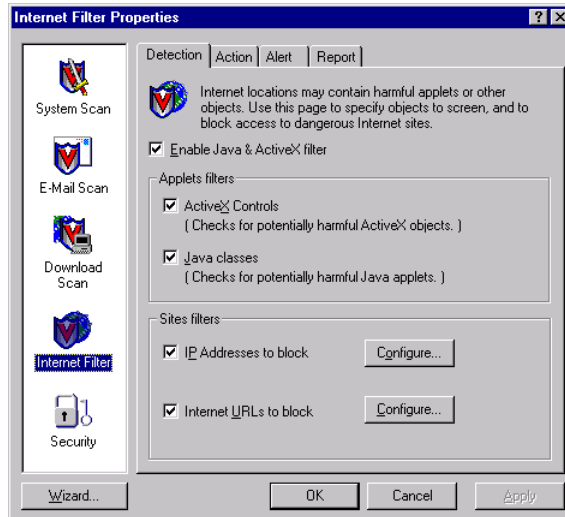 Internet Filter Properties
System Scan
E-Mail Scan
Download
Scan
Internet Filter
Security
Detection
Action
Alert
Report
Internet locations may contain harmful applets or other
objects. Use this page to specify objects to screen, and to
block access to dangerous Internet sites.
Enable Java & ActiveX filter
Applets filters
ActiveX Controls
( Checks for potentially harmful ActiveX objects. )
Java classes
( Checks for potentially harmful Java applets. )
Sites filters
IP Addresses to block
Configure...
Internet URLs to block
Configure...
Wizard...
OK
Cancel
Apply